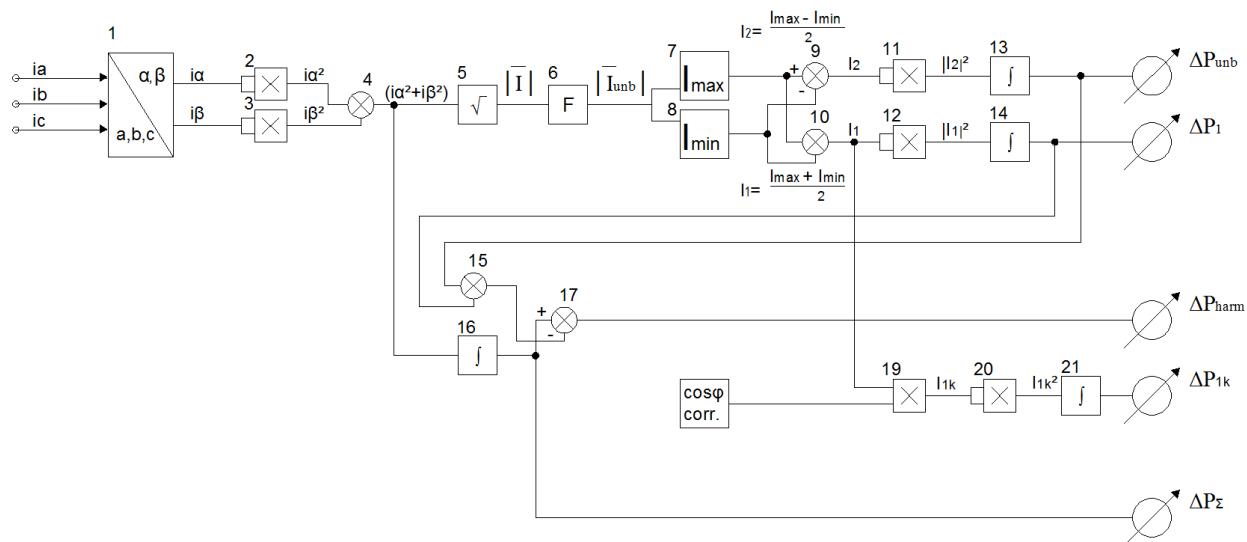 1
ia
ib
ic
α,β
a,b,c
iα
iβ
2
3
iα²
iβ²
4
(iα²+iβ²)
5
√
|I̅|
6
F
|I̅unb|
7
Imax
8
Imin
I2= Imax – Imin
2
9
+
-
10
I1= Imax + Imin
2
I2
I1
11
12
|I2|²
|I1|²
13
∫
14
∫
ΔPunb
ΔP1
15
16
∫
17
+
-
ΔPharm
cosφ
corr.
19
I1k
20
I1k²
21
∫
ΔP1k
ΔPΣ